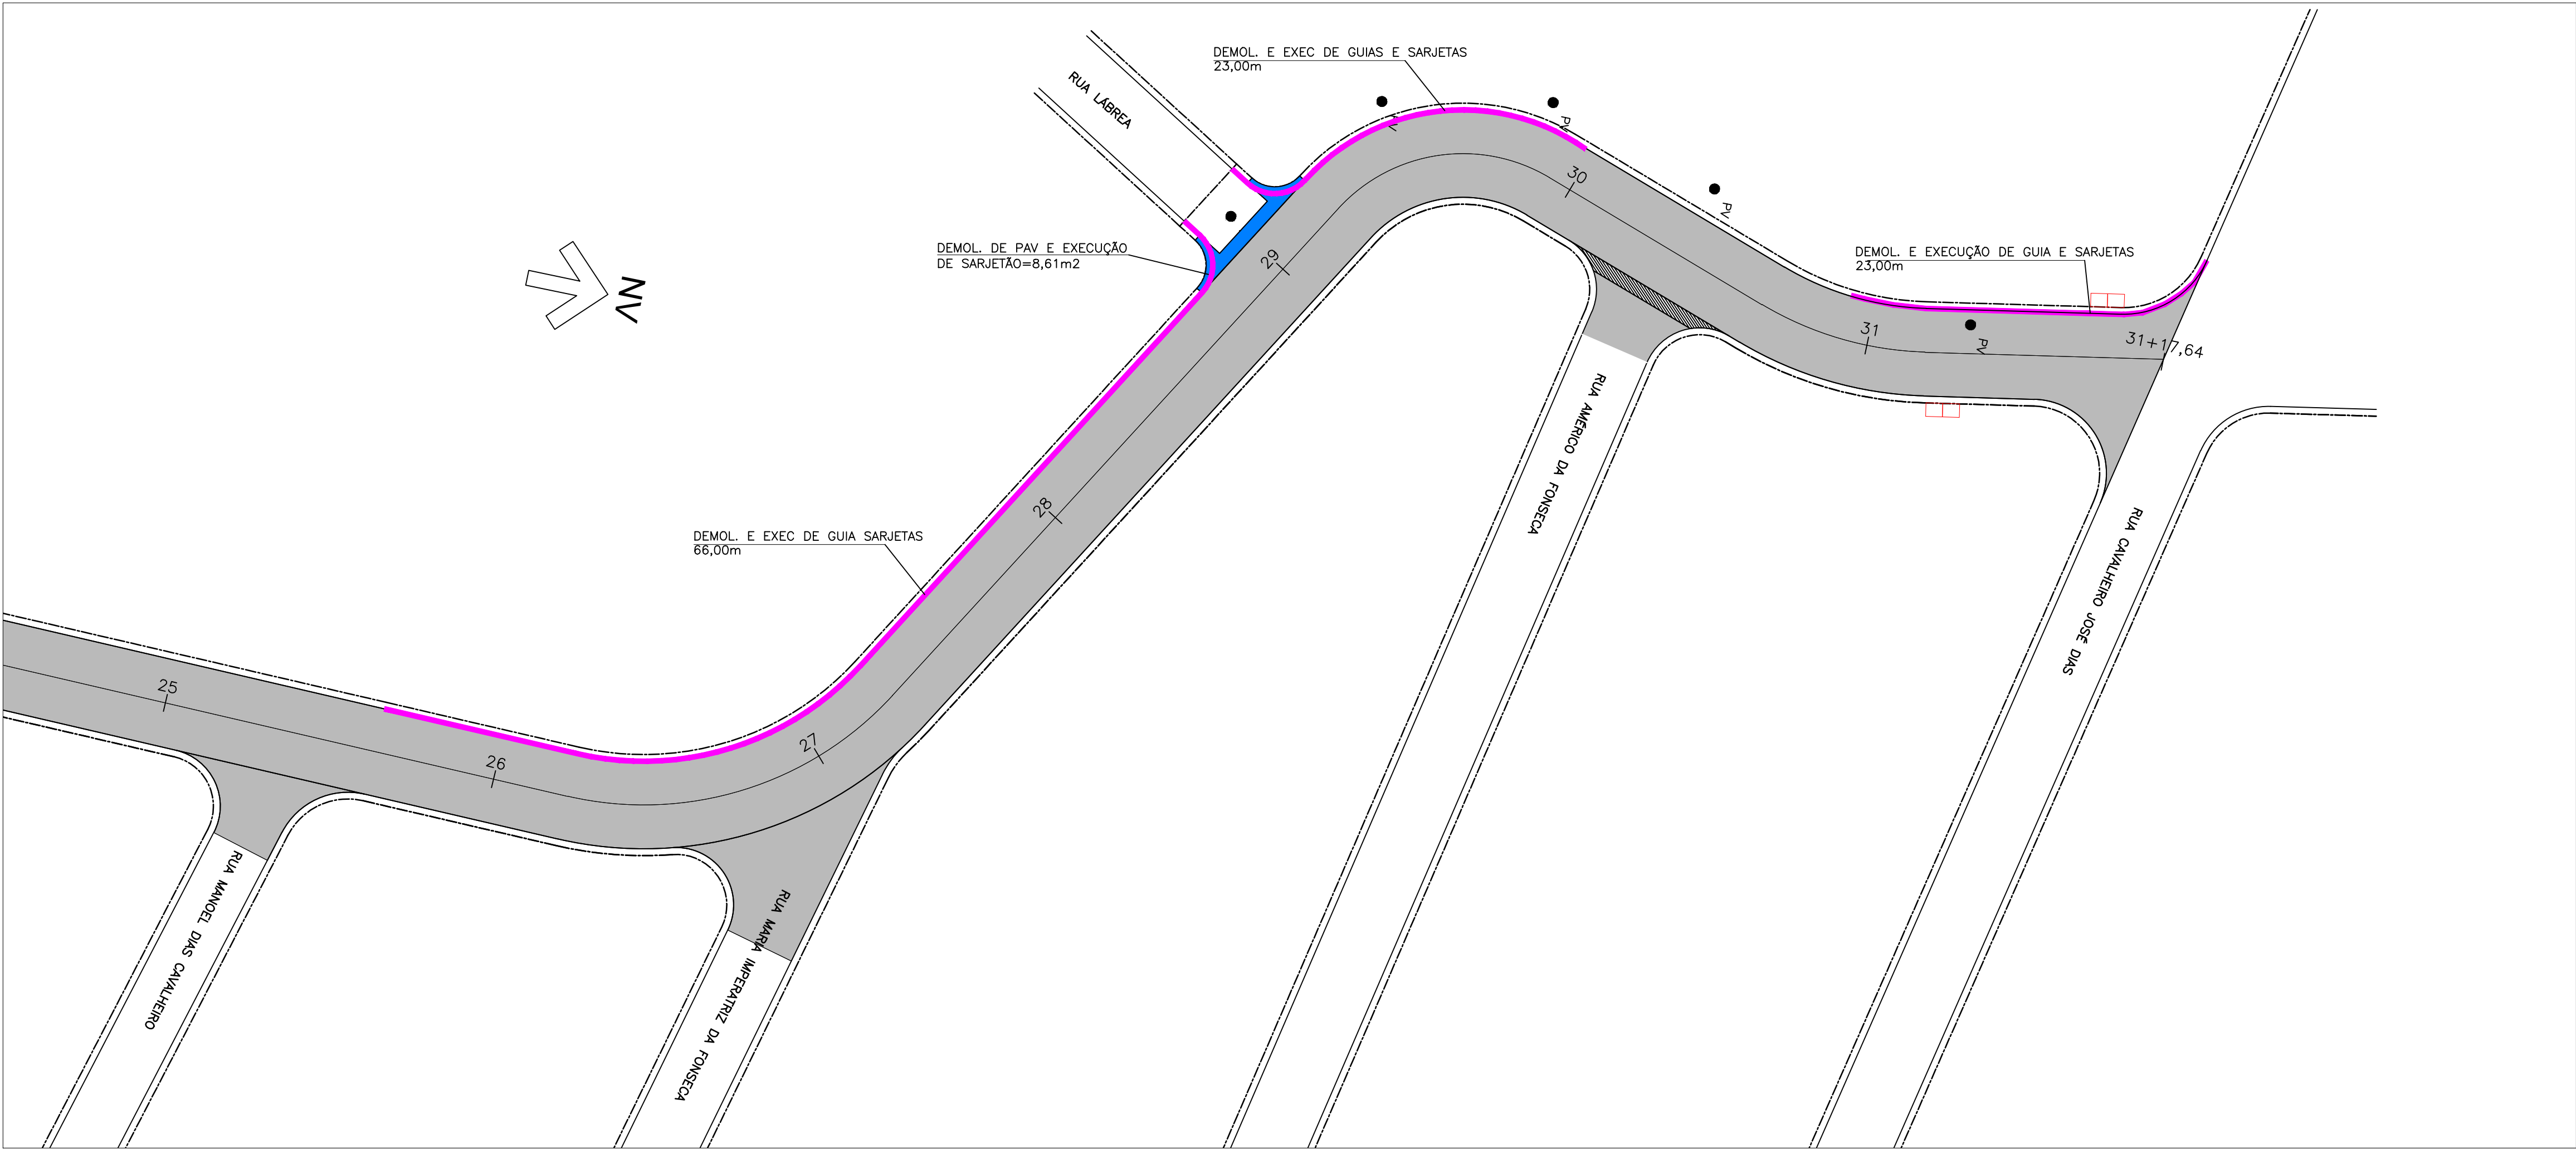 DEMOL. E EXEC DE GUIAS E SARJETAS
23,00m
RUA LÁBREA
PV
PV
30
PV
DEMOL. DE PAV E EXECUÇÃO
DE SARJETÃO=8,61m2
29
DEMOL. E EXECUÇÃO DE GUIA E SARJETAS
23,00m
NV
31
PV
31+17,64
RUA AMÉRICO DA FONSECA
28
DEMOL. E EXEC DE GUIA SARJETAS
66,00m
RUA CAVALHEIRO JOSÉ DIAS
25
26
27
RUA MANOEL DIAS CAVALHEIRO
RUA MARIA IMPERATRIZ DA FONSECA